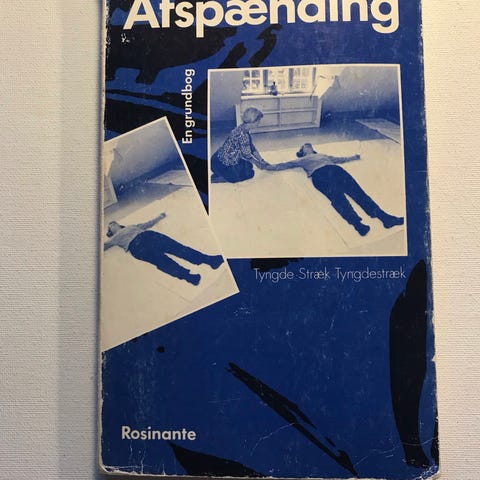 Afspænding
En grundbog
Tyngde · Stræk · Tyngdestræk
Rosinante